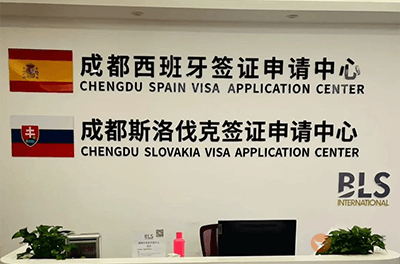 成都西班牙签证申请中心
CHENGDU SPAIN VISA APPLICATION CENTER
成都斯洛伐克签证申请中心
CHENGDU SLOVAKIA VISA APPLICATION CENTER
BLS
INTERNATIONAL
BLS